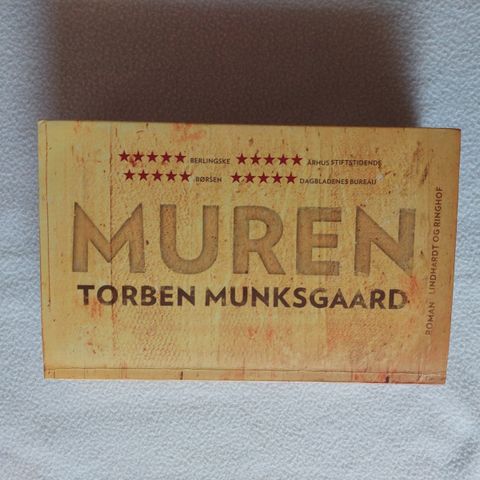 ★★★★★ BERLINGSKE ★★★★★ ÅRHUS STIFTSTIDENDE
★★★★★ BØRSEN ★★★★★ DAGBLADENES BUREAU
MUREN
TORBEN MUNKSGAARD
ROMAN LINDHARDT OG RINGHOF